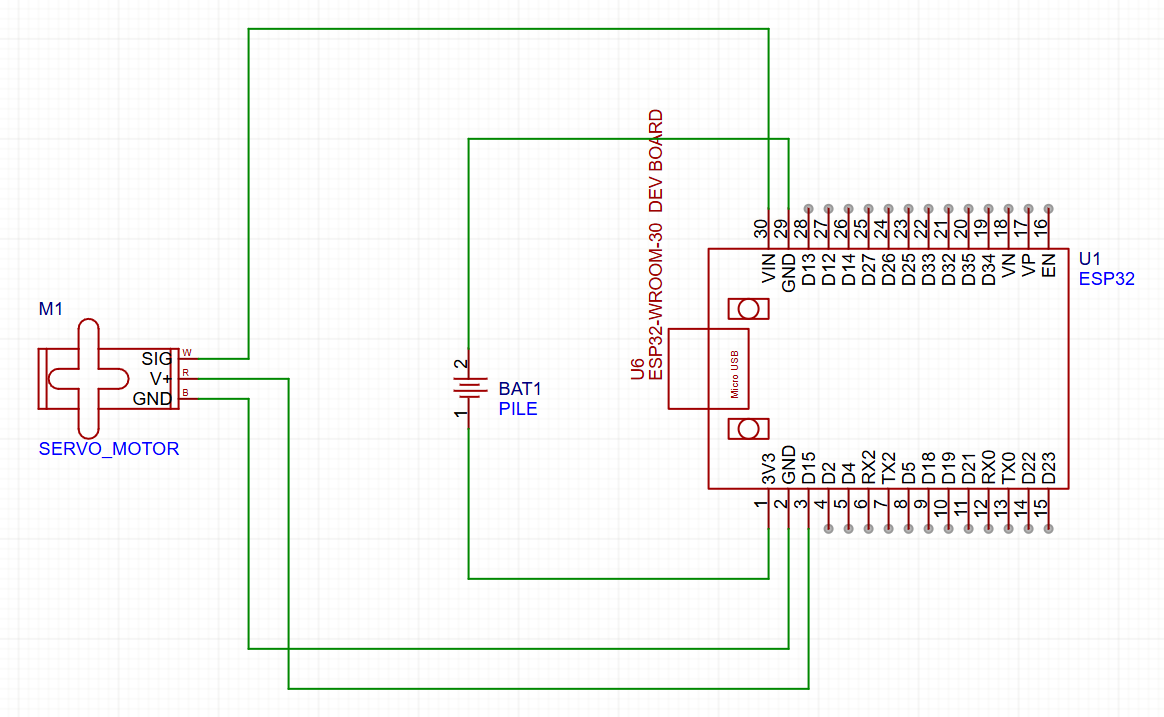 M1
SIG W
V+ R
GND B
SERVO_MOTOR
2
1
BAT1
PILE
U6
ESP32-WROOM-30 DEV BOARD
30 29 28 27 26 25 24 23 22 21 20 19 18 17 16
VIN GND D13 D12 D14 D27 D26 D25 D33 D32 D35 D34 VN VP EN
U1
ESP32
Micro USB
3V3 GND D15 D2 D4 RX2 TX2 D5 D18 D19 D21 RX0 TX0 D22 D23
1 2 3 4 5 6 7 8 9 10 11 12 13 14 15